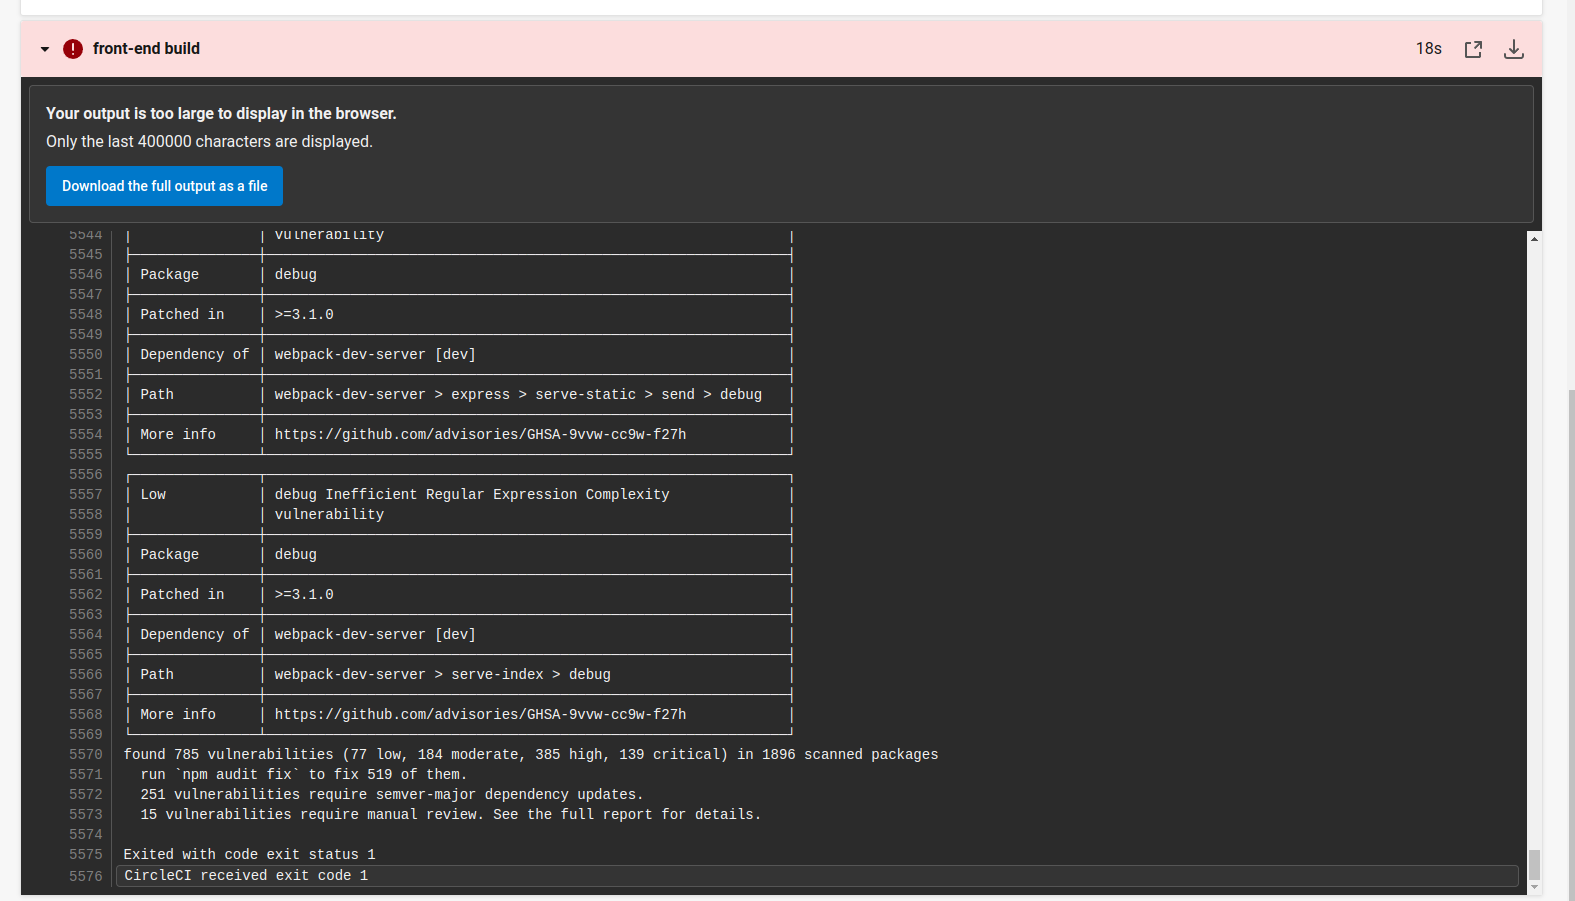 front-end build
18s
Your output is too large to display in the browser.
Only the last 400000 characters are displayed.
Download the full output as a file
5544 | | vulnerability |
5545
5546 | Package | debug |
5547
5548 | Patched in | >=3.1.0 |
5549
5550 | Dependency of | webpack-dev-server [dev] |
5551
5552 | Path | webpack-dev-server > express > serve-static > send > debug |
5553
5554 | More info | https://github.com/advisories/GHSA-9vvw-cc9w-f27h |
5555
5556
5557 | Low | debug Inefficient Regular Expression Complexity |
5558 | | vulnerability |
5559
5560 | Package | debug |
5561
5562 | Patched in | >=3.1.0 |
5563
5564 | Dependency of | webpack-dev-server [dev] |
5565
5566 | Path | webpack-dev-server > serve-index > debug |
5567
5568 | More info | https://github.com/advisories/GHSA-9vvw-cc9w-f27h |
5569
5570 found 785 vulnerabilities (77 low, 184 moderate, 385 high, 139 critical) in 1896 scanned packages
5571 run `npm audit fix` to fix 519 of them.
5572 251 vulnerabilities require semver-major dependency updates.
5573 15 vulnerabilities require manual review. See the full report for details.
5574
5575 Exited with code exit status 1
5576 CircleCI received exit code 1